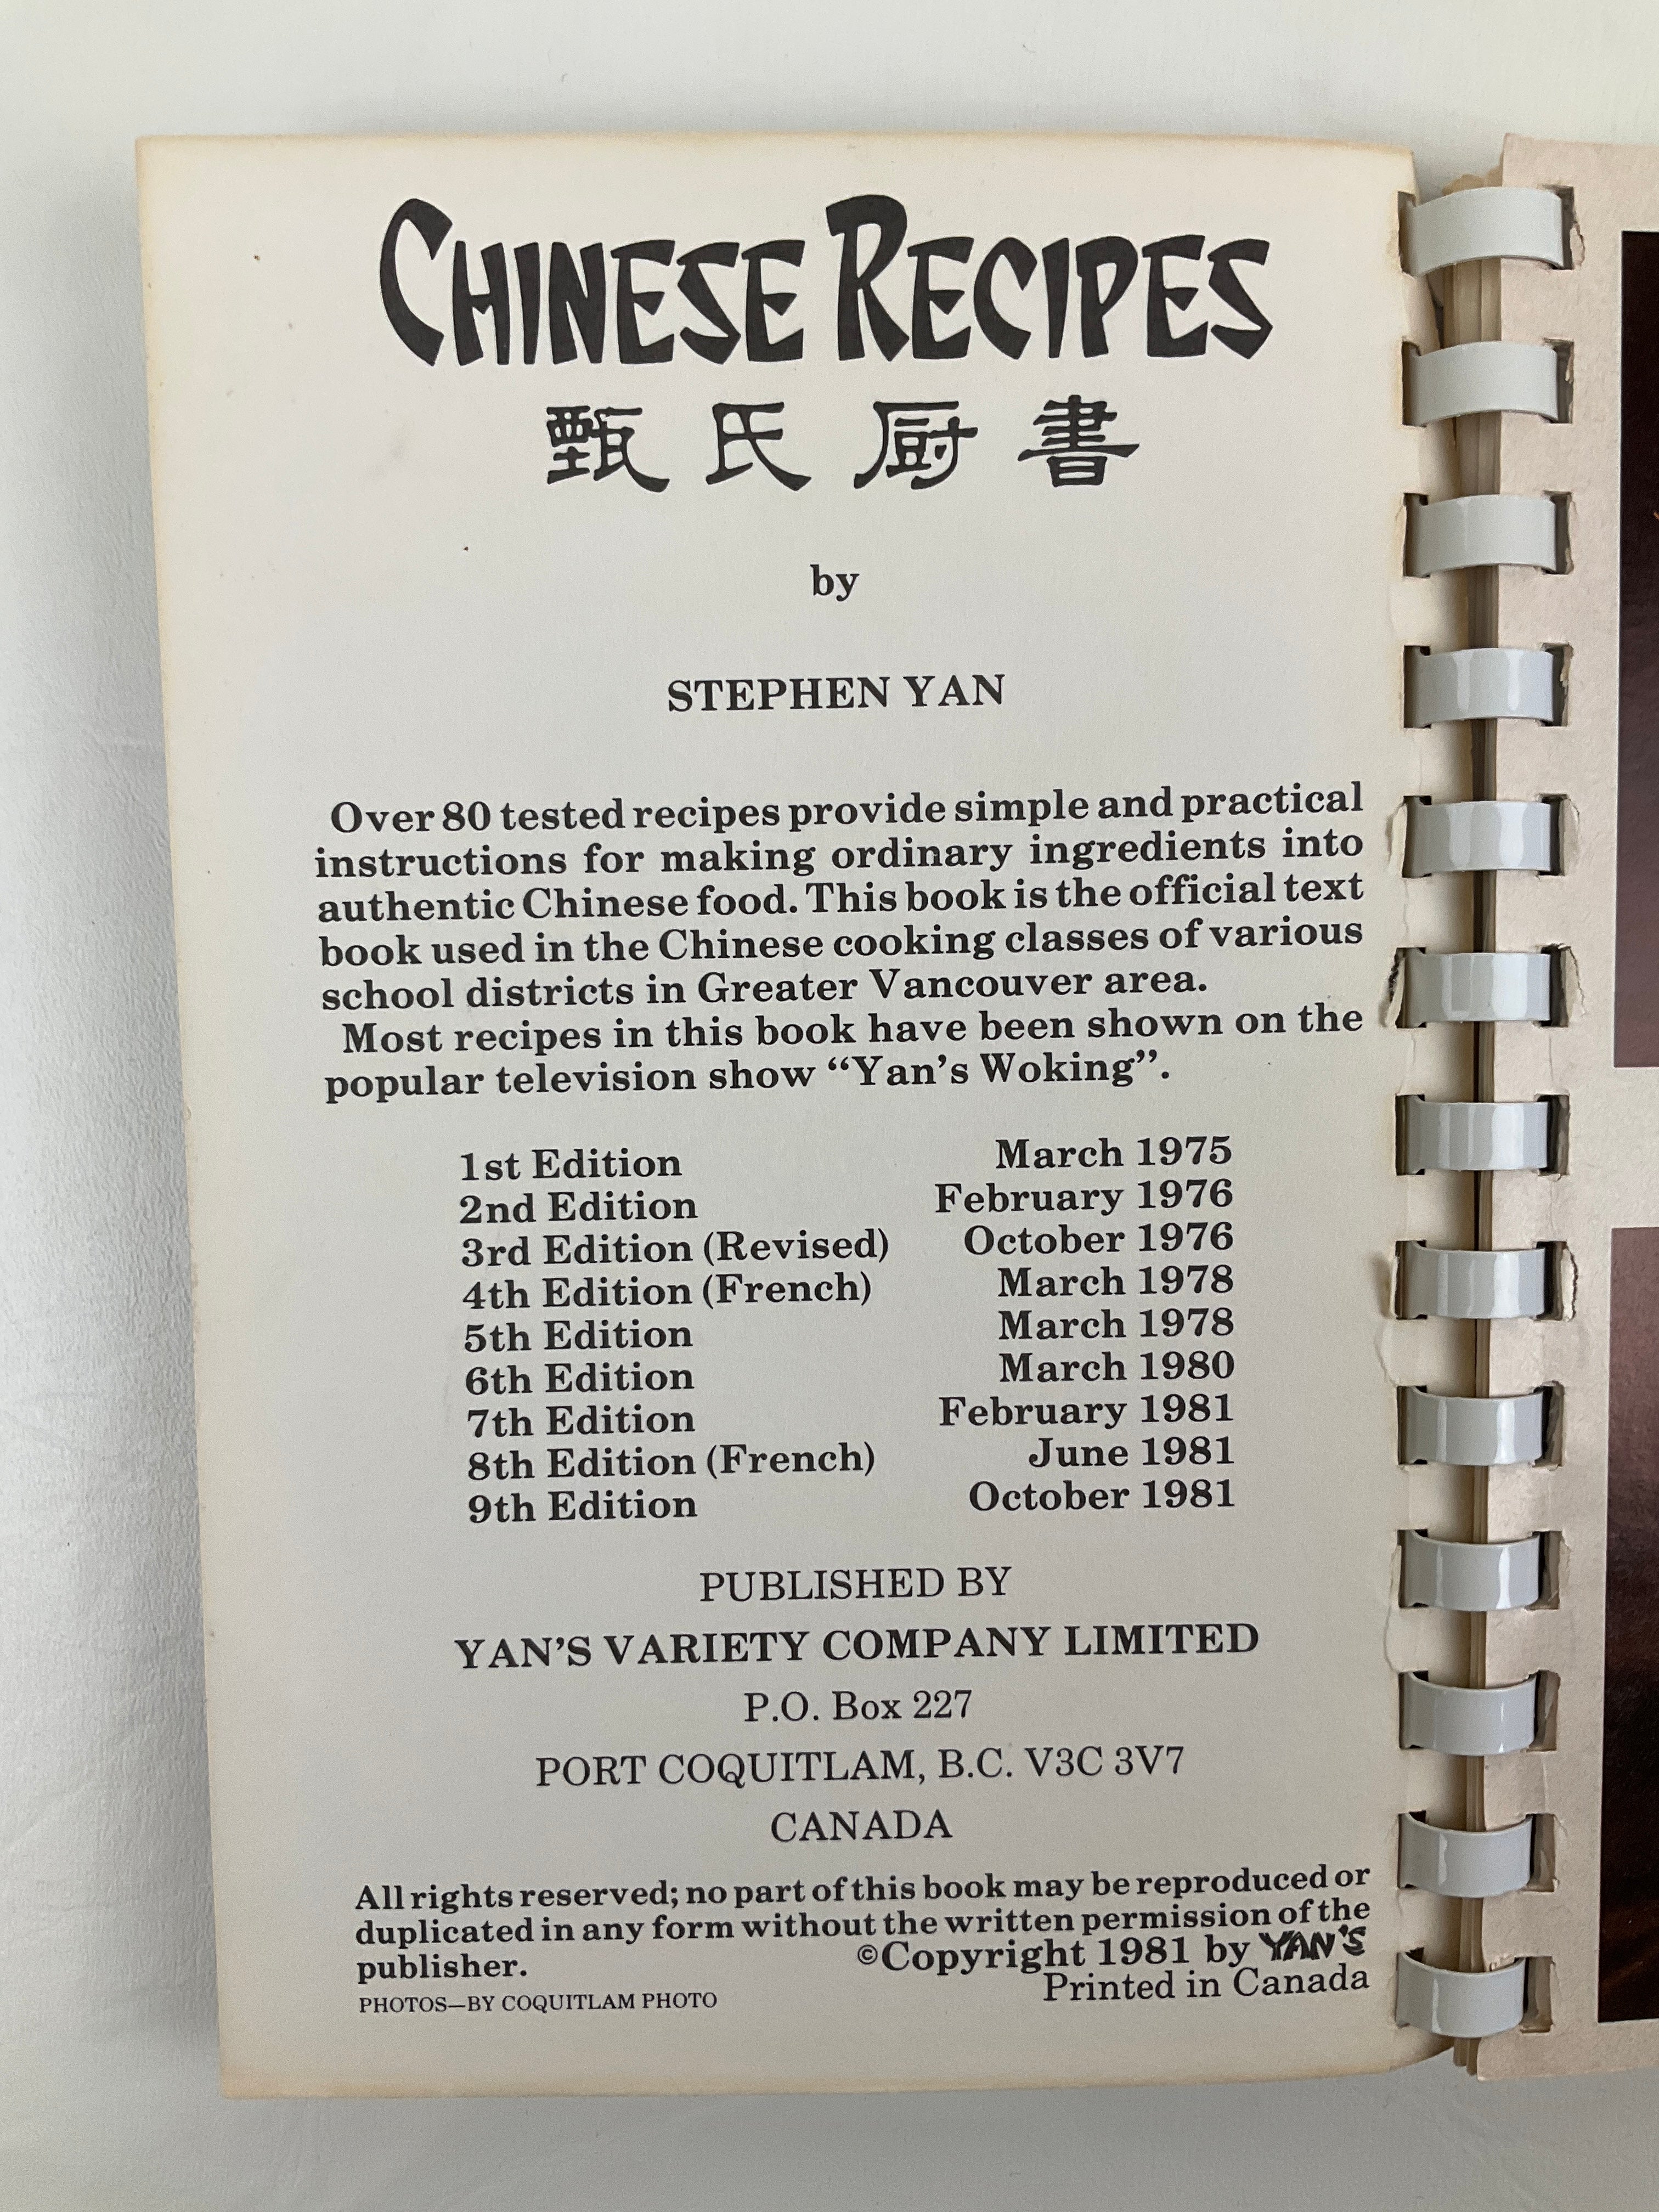 CHINESE RECIPES
甄氏厨書
by
STEPHEN YAN
Over 80 tested recipes provide simple and practical
instructions for making ordinary ingredients into
authentic Chinese food. This book is the official text
book used in the Chinese cooking classes of various
school districts in Greater Vancouver area.
Most recipes in this book have been shown on the
popular television show “Yan’s Woking”.
1st Edition March 1975
2nd Edition February 1976
3rd Edition (Revised) October 1976
4th Edition (French) March 1978
5th Edition March 1978
6th Edition March 1980
7th Edition February 1981
8th Edition (French) June 1981
9th Edition October 1981
PUBLISHED BY
YAN’S VARIETY COMPANY LIMITED
P.O. Box 227
PORT COQUITLAM, B.C. V3C 3V7
CANADA
All rights reserved; no part of this book may be reproduced or
duplicated in any form without the written permission of the
publisher. ©Copyright 1981 by YAN’S
Printed in Canada
PHOTOS—BY COQUITLAM PHOTO